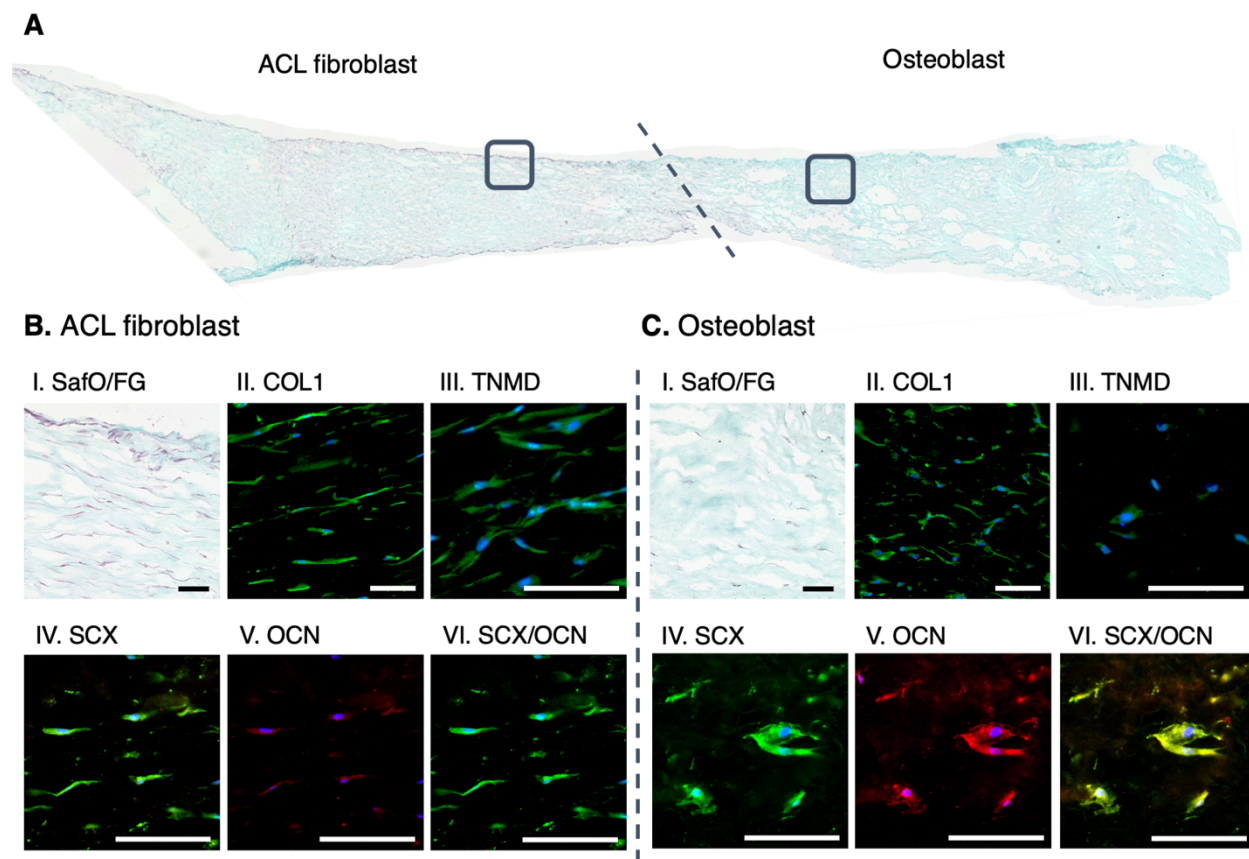 A
ACL fibroblast
Osteoblast
B. ACL fibroblast
I. SafO/FG
II. COL1
III. TNMD
IV. SCX
V. OCN
VI. SCX/OCN
C. Osteoblast
I. SafO/FG
II. COL1
III. TNMD
IV. SCX
V. OCN
VI. SCX/OCN